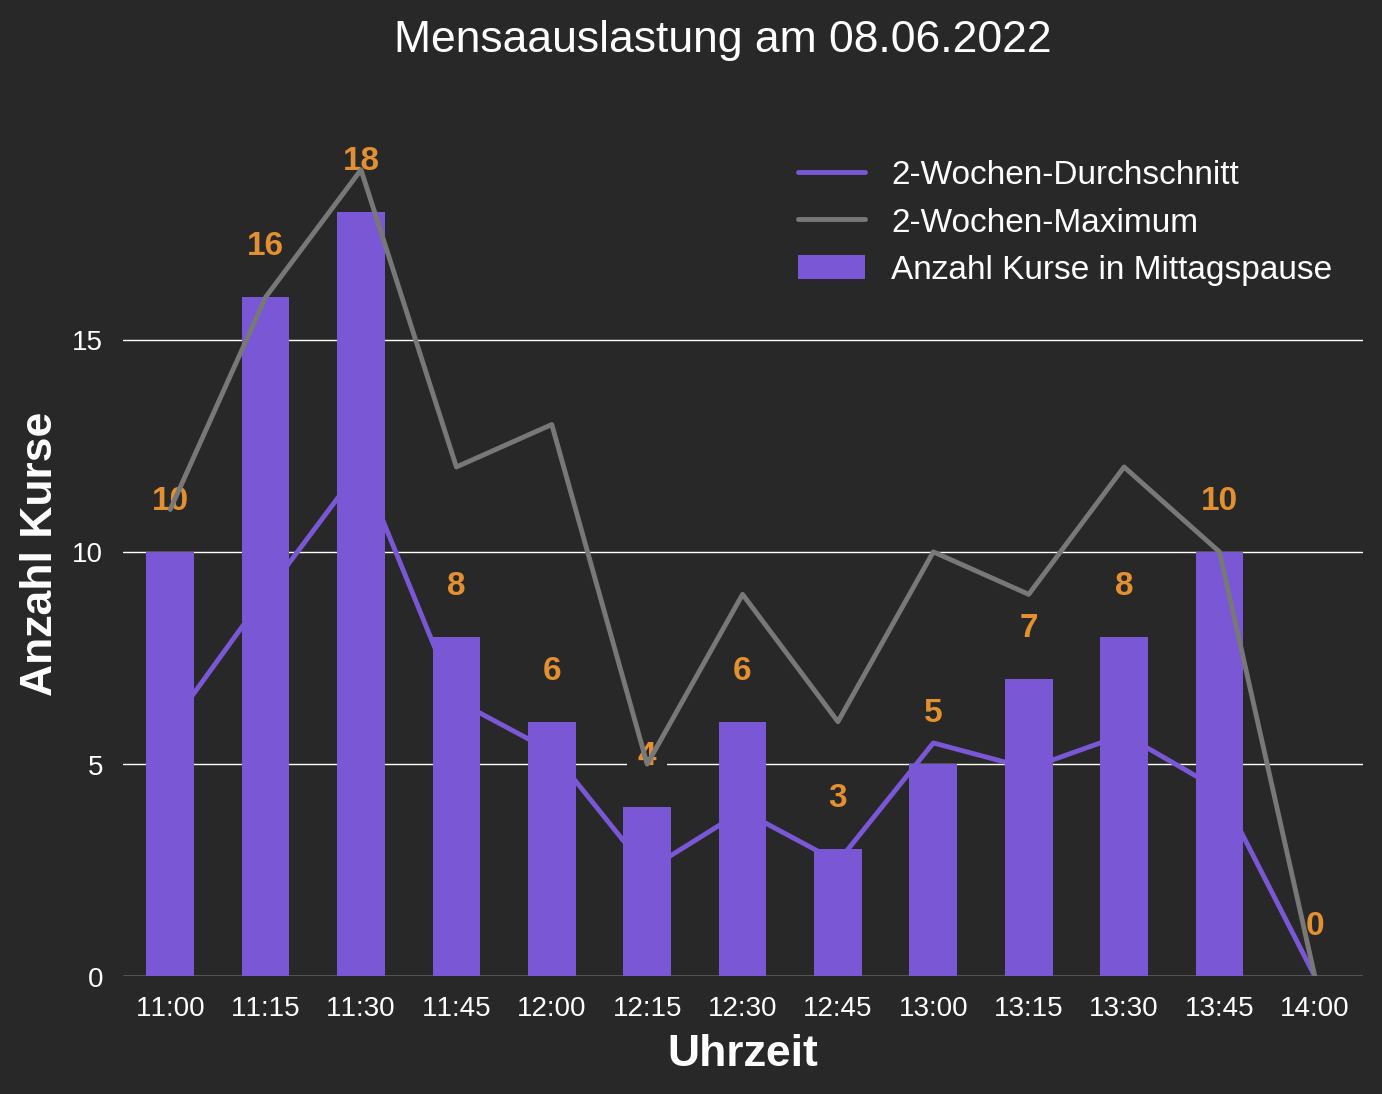 Mensaauslastung am 08.06.2022
2-Wochen-Durchschnitt
2-Wochen-Maximum
Anzahl Kurse in Mittagspause
Anzahl Kurse
15
10
5
0
10
16
18
8
6
4
6
3
5
7
8
10
0
11:00 11:15 11:30 11:45 12:00 12:15 12:30 12:45 13:00 13:15 13:30 13:45 14:00
Uhrzeit